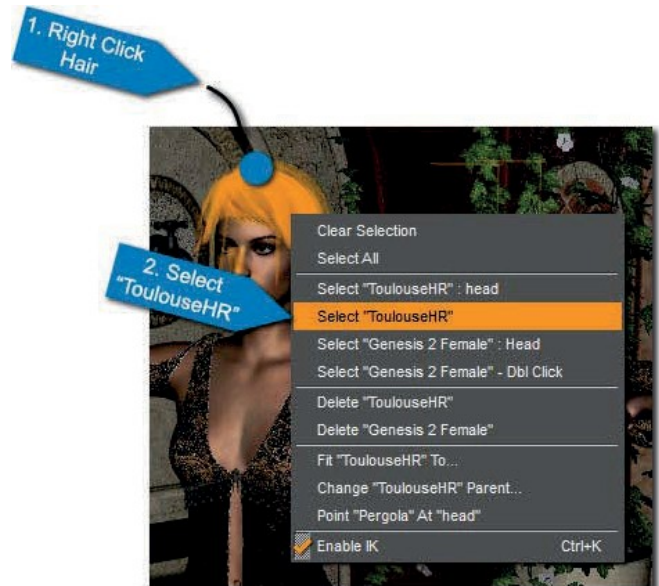 1. Right Click
Hair
2. Select
"ToulouseHR"
Clear Selection
Select All
Select "ToulouseHR" : head
Select "ToulouseHR"
Select "Genesis 2 Female" : Head
Select "Genesis 2 Female" - Dbl Click
Delete "ToulouseHR"
Delete "Genesis 2 Female"
Fit "ToulouseHR" To...
Change "ToulouseHR" Parent...
Point "Pergola" At "head"
Enable IK Ctrl+K